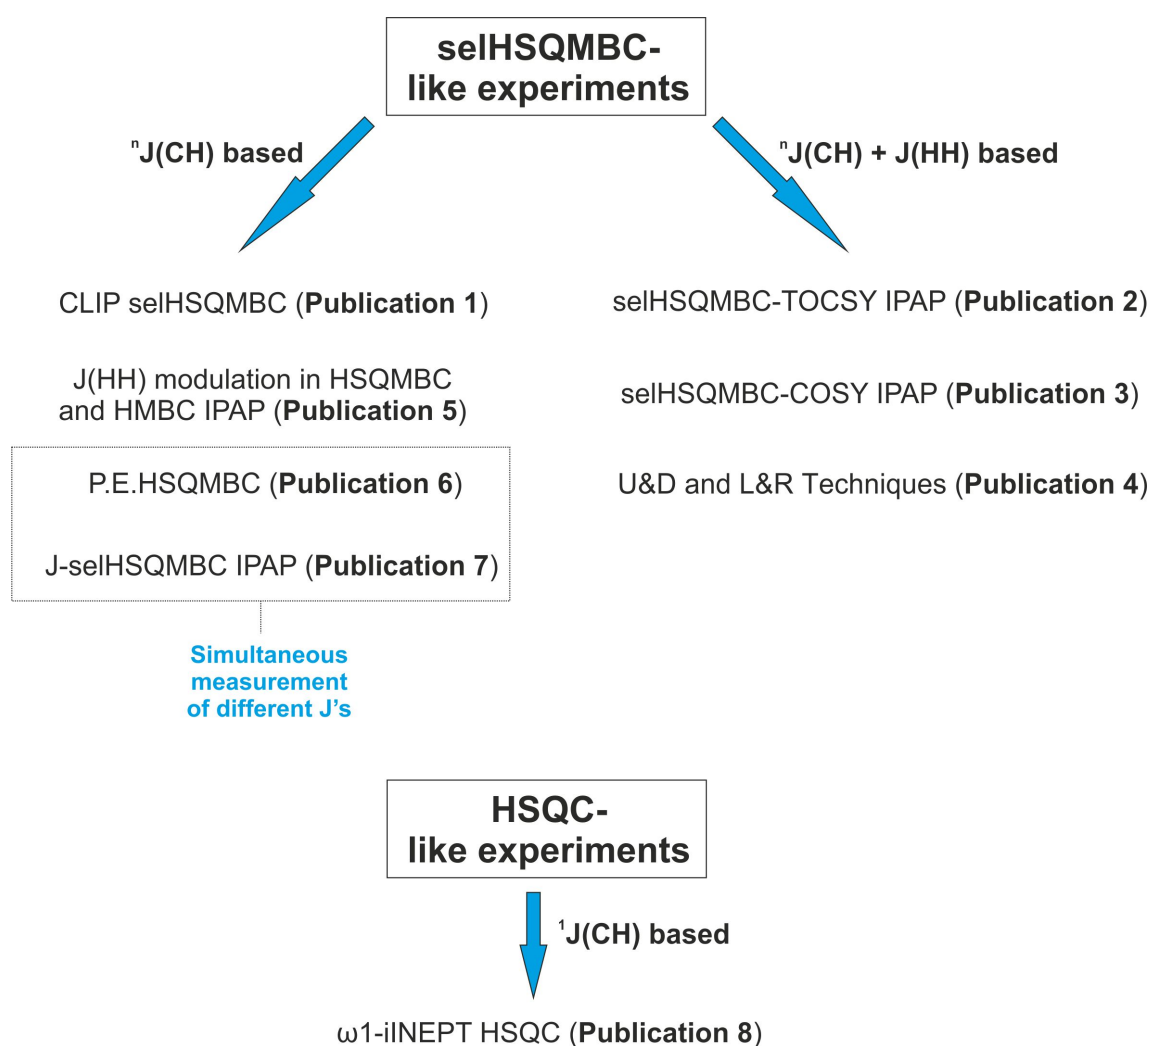 selHSQMBC-
like experiments
ⁿJ(CH) based
ⁿJ(CH) + J(HH) based
CLIP selHSQMBC (Publication 1)
J(HH) modulation in HSQMBC
and HMBC IPAP (Publication 5)
P.E.HSQMBC (Publication 6)
J-selHSQMBC IPAP (Publication 7)
Simultaneous
measurement
of different J's
selHSQMBC-TOCSY IPAP (Publication 2)
selHSQMBC-COSY IPAP (Publication 3)
U&D and L&R Techniques (Publication 4)
HSQC-
like experiments
¹J(CH) based
ω1-iINEPT HSQC (Publication 8)